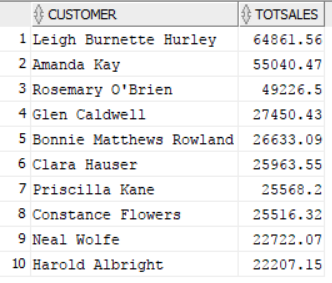 CUSTOMER TOTSALES
1 Leigh Burnette Hurley 64861.56
2 Amanda Kay 55040.47
3 Rosemary O'Brien 49226.5
4 Glen Caldwell 27450.43
5 Bonnie Matthews Rowland 26633.09
6 Clara Hauser 25963.55
7 Priscilla Kane 25568.2
8 Constance Flowers 25516.32
9 Neal Wolfe 22722.07
10 Harold Albright 22207.15